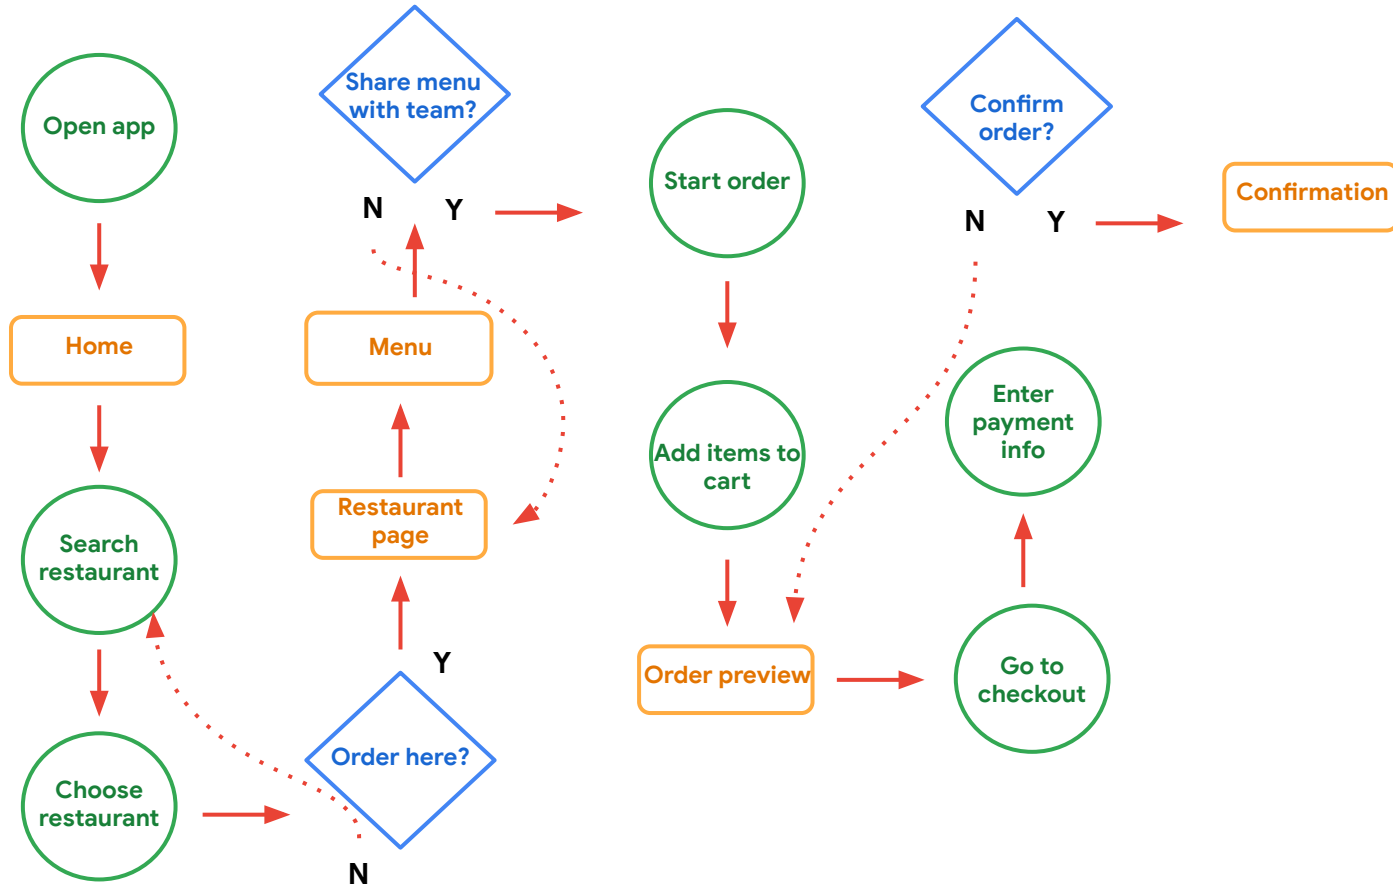 Open app
Home
Search
restaurant
Choose
restaurant
Order here?
N
Y
Restaurant
page
Menu
Share menu
with team?
N
Y
Start order
Add items to
cart
Order preview
Go to
checkout
Enter
payment
info
Confirm
order?
N
Y
Confirmation